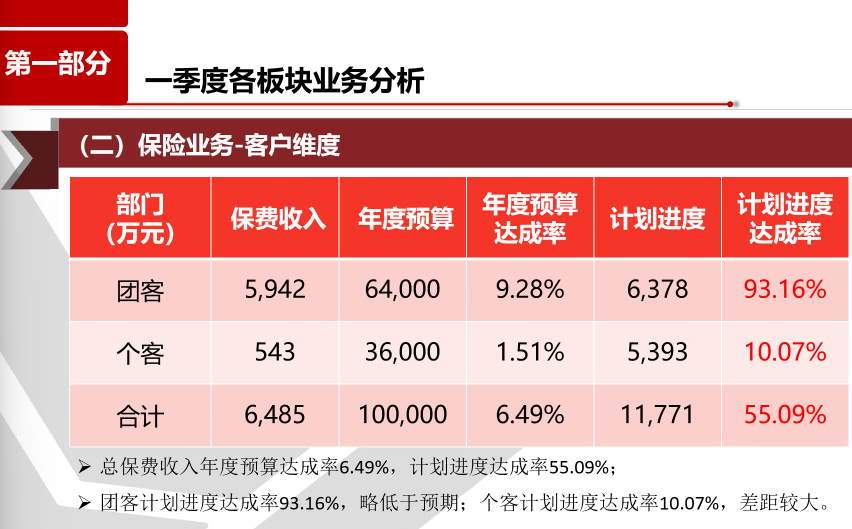 第一部分
一季度各板块业务分析
（二）保险业务-客户维度
部门（万元） 保费收入 年度预算 年度预算达成率 计划进度 计划进度达成率
团客 5,942 64,000 9.28% 6,378 93.16%
个客 543 36,000 1.51% 5,393 10.07%
合计 6,485 100,000 6.49% 11,771 55.09%
➢ 总保费收入年度预算达成率6.49%，计划进度达成率55.09%；
➢ 团客计划进度达成率93.16%，略低于预期；个客计划进度达成率10.07%，差距较大。